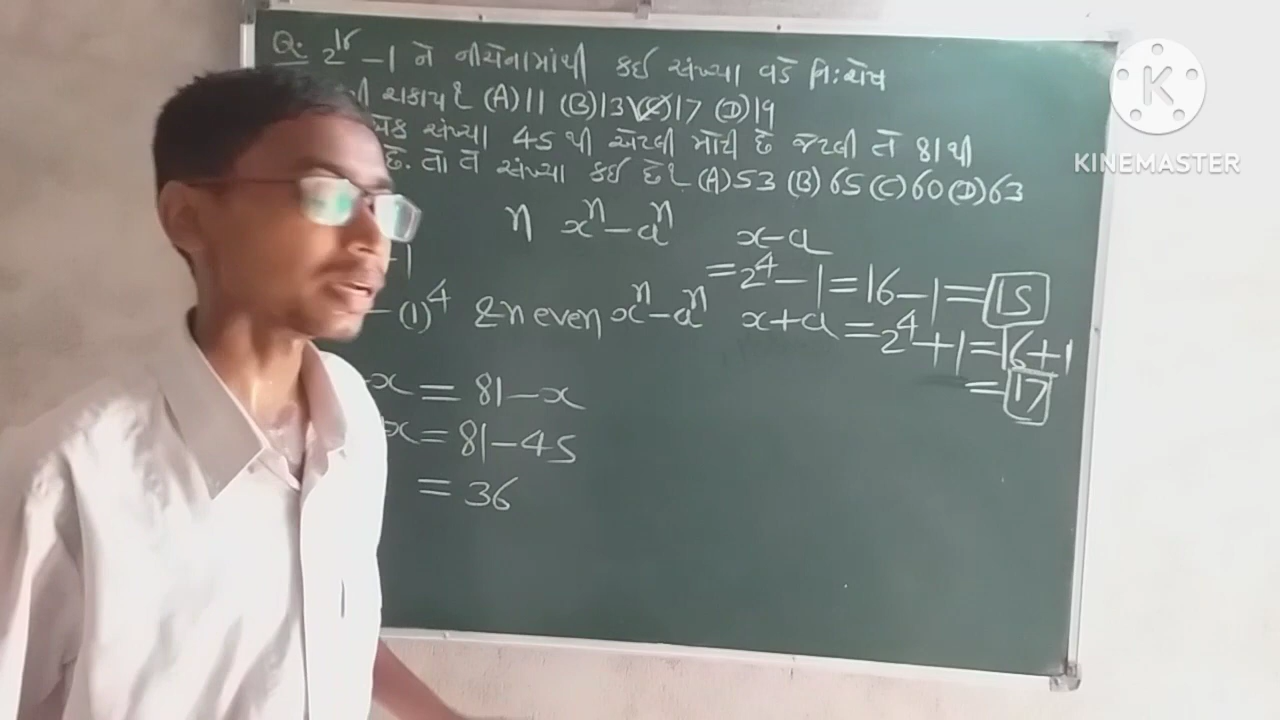 Q. 2¹⁶ - 1 ને નીચેનામાંથી કઈ સંખ્યા વડે નિઃશેષ
શકાય ? (A) 11 (B) 13 (C) 17 (D) 19
એક સંખ્યા 45 થી એટલી મોટી છે જેટલી તે 81 થી
છે. તો તે સંખ્યા કઈ છે ? (A) 53 (B) 65 (C) 60 (D) 63
n xⁿ - aⁿ x - a
-1 = 2⁴ - 1 = 16 - 1 = 15
- (1)⁴ & n even xⁿ - aⁿ x + a = 2⁴ + 1 = 16 + 1
= 17
x = 81 - x
x = 81 - 45
= 36
K
KINEMASTER